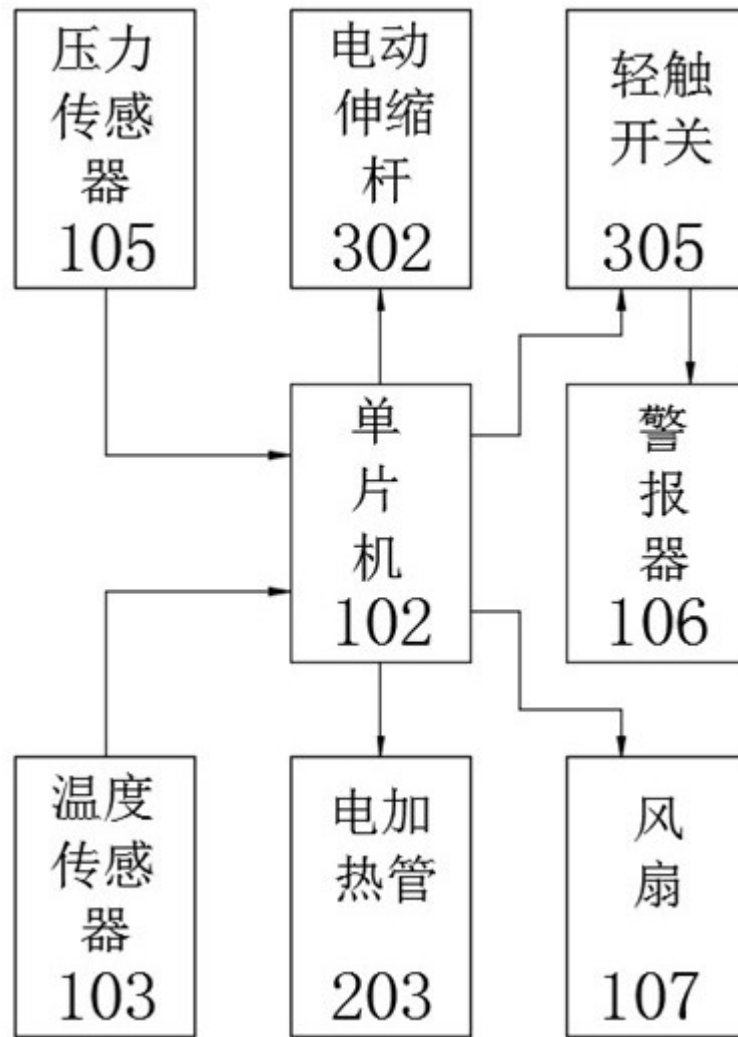 压力
传感
器
105
电动
伸缩
杆
302
轻触
开关
305
单
片
机
102
警
报
器
106
温度
传感
器
103
电加
热管
203
风
扇
107